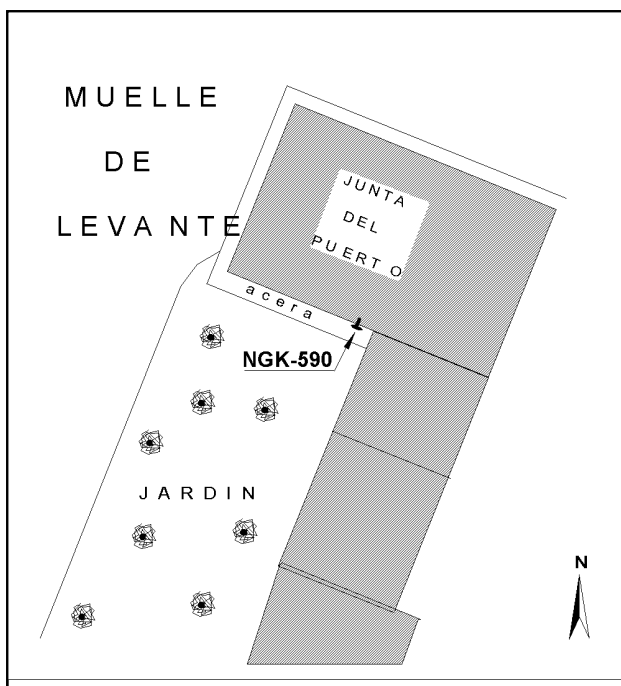 MUELLE
DE
LEVANTE
JUNTA
DEL
PUERTO
acera
NGK-590
JARDIN
N